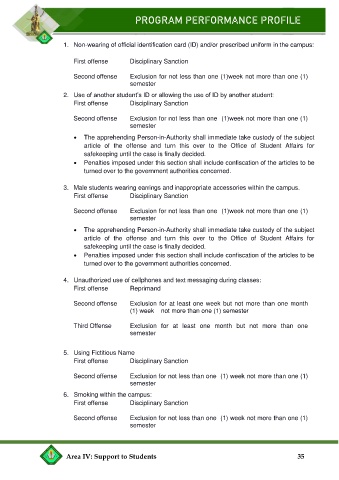 PROGRAM PERFORMANCE PROFILE
1. Non-wearing of official identification card (ID) and/or prescribed uniform in the campus:
First offense Disciplinary Sanction
Second offense Exclusion for not less than one (1)week not more than one (1)
semester
2. Use of another student's ID or allowing the use of ID by another student:
First offense Disciplinary Sanction
Second offense Exclusion for not less than one (1)week not more than one (1)
semester
• The apprehending Person-in-Authority shall immediate take custody of the subject
article of the offense and turn this over to the Office of Student Affairs for
safekeeping until the case is finally decided.
• Penalties imposed under this section shall include confiscation of the articles to be
turned over to the government authorities concerned.
3. Male students wearing earrings and inappropriate accessories within the campus.
First offense Disciplinary Sanction
Second offense Exclusion for not less than one (1)week not more than one (1)
semester
• The apprehending Person-in-Authority shall immediate take custody of the subject
article of the offense and turn this over to the Office of Student Affairs for
safekeeping until the case is finally decided.
• Penalties imposed under this section shall include confiscation of the articles to be
turned over to the government authorities concerned.
4. Unauthorized use of cellphones and text messaging during classes:
First offense Reprimand
Second offense Exclusion for at least one week but not more than one month
(1) week not more than one (1) semester
Third Offense Exclusion for at least one month but not more than one
semester
5. Using Fictitious Name
First offense Disciplinary Sanction
Second offense Exclusion for not less than one (1) week not more than one (1)
semester
6. Smoking within the campus:
First offense Disciplinary Sanction
Second offense Exclusion for not less than one (1) week not more than one (1)
semester
Area IV: Support to Students 35